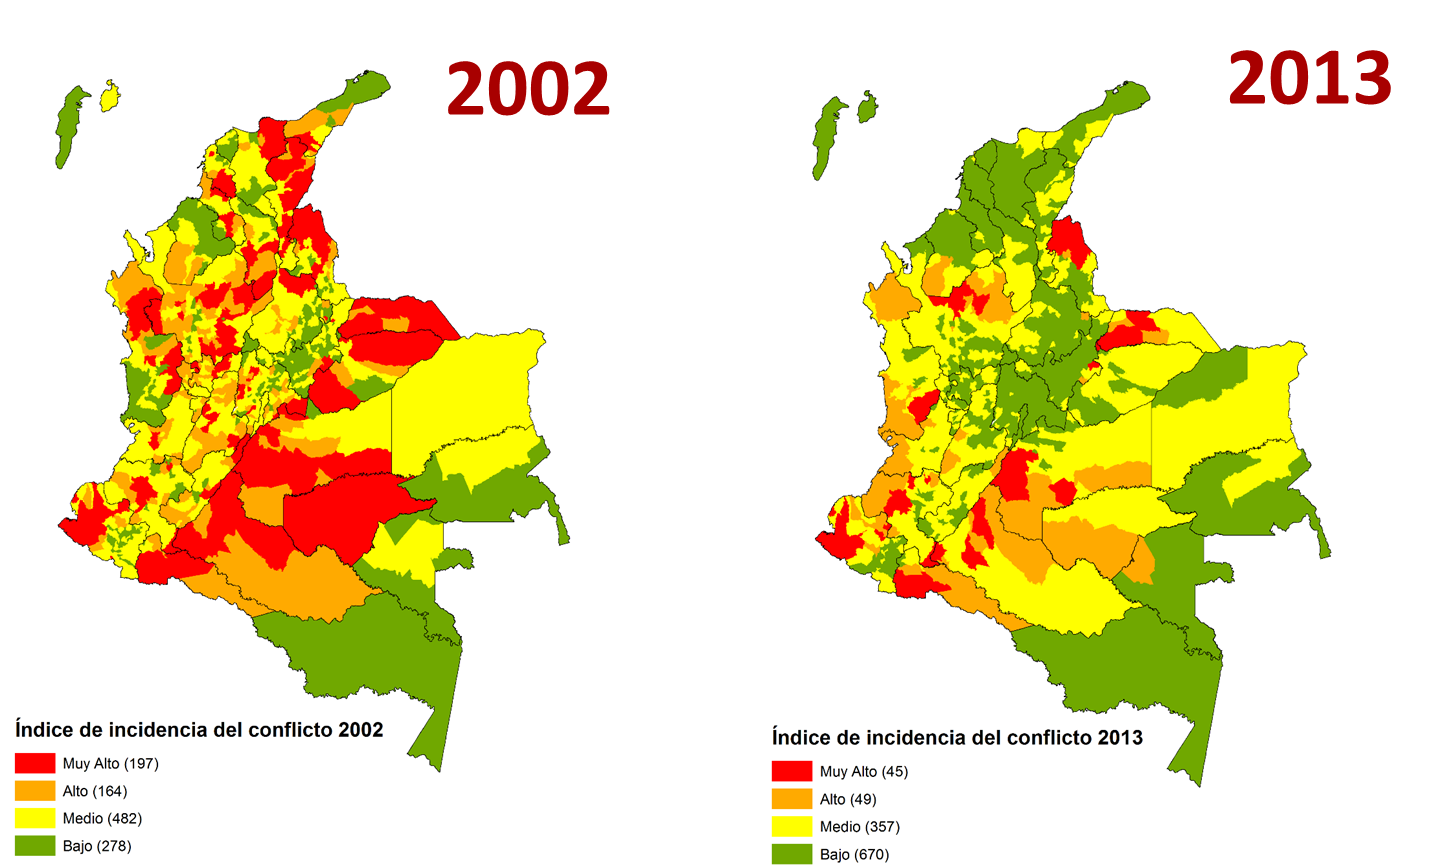 2002
2013
Índice de incidencia del conflicto 2002
Muy Alto (197)
Alto (164)
Medio (482)
Bajo (278)
Índice de incidencia del conflicto 2013
Muy Alto (45)
Alto (49)
Medio (357)
Bajo (670)